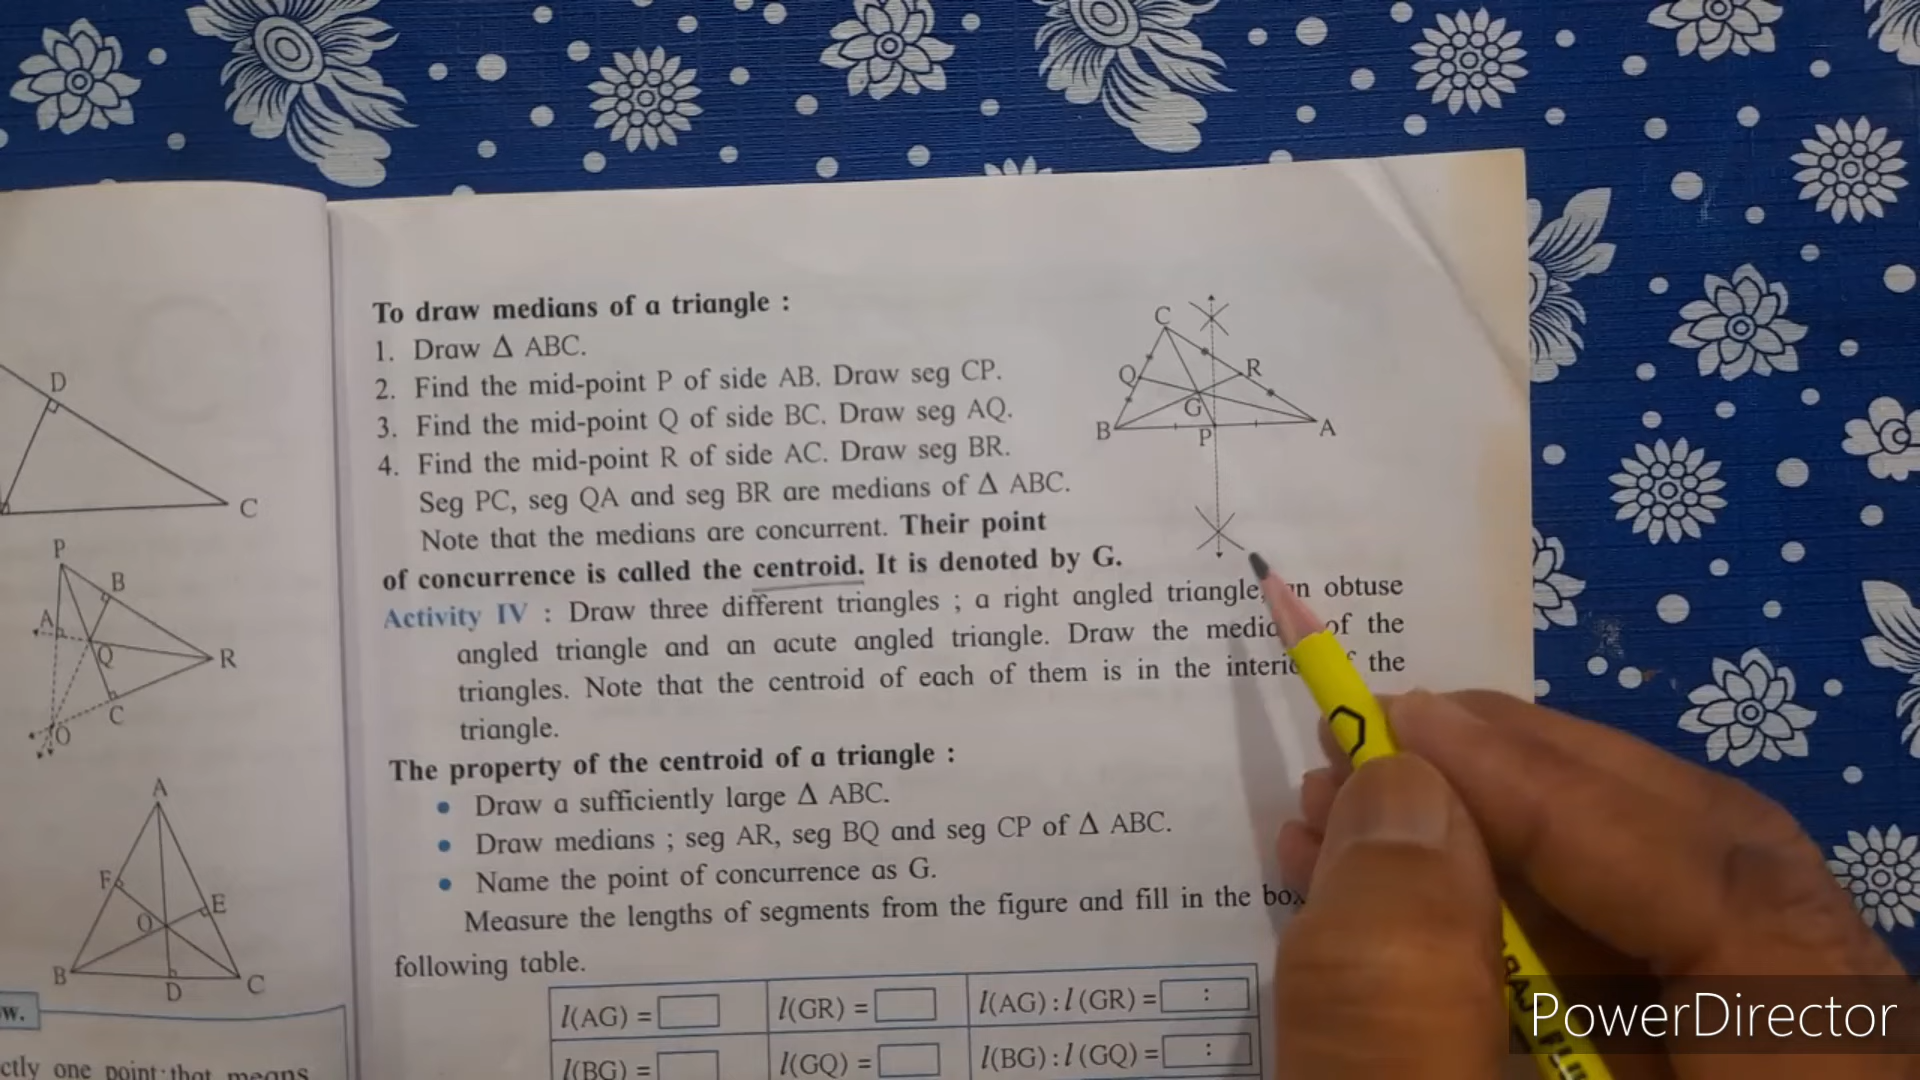 D
C
P
B
A
Q
R
C
O
A
F
E
O
B
D
C
w.
ctly one point that means
To draw medians of a triangle :
1. Draw Δ ABC.
2. Find the mid-point P of side AB. Draw seg CP.
3. Find the mid-point Q of side BC. Draw seg AQ.
4. Find the mid-point R of side AC. Draw seg BR.
Seg PC, seg QA and seg BR are medians of Δ ABC.
Note that the medians are concurrent. Their point
of concurrence is called the centroid. It is denoted by G.
C
Q
R
G
B
P
A
Activity IV : Draw three different triangles ; a right angled triangle, obtuse
angled triangle and an acute angled triangle. Draw the of the
triangles. Note that the centroid of each of them is in the the
triangle.
The property of the centroid of a triangle :
• Draw a sufficiently large Δ ABC.
• Draw medians ; seg AR, seg BQ and seg CP of Δ ABC.
• Name the point of concurrence as G.
Measure the lengths of segments from the figure and fill in the
following table.
l(AG) = l(GR) = l(AG) : l (GR) = :
l(BG) = l(GQ) = l(BG) : l (GQ) = :
PowerDirector